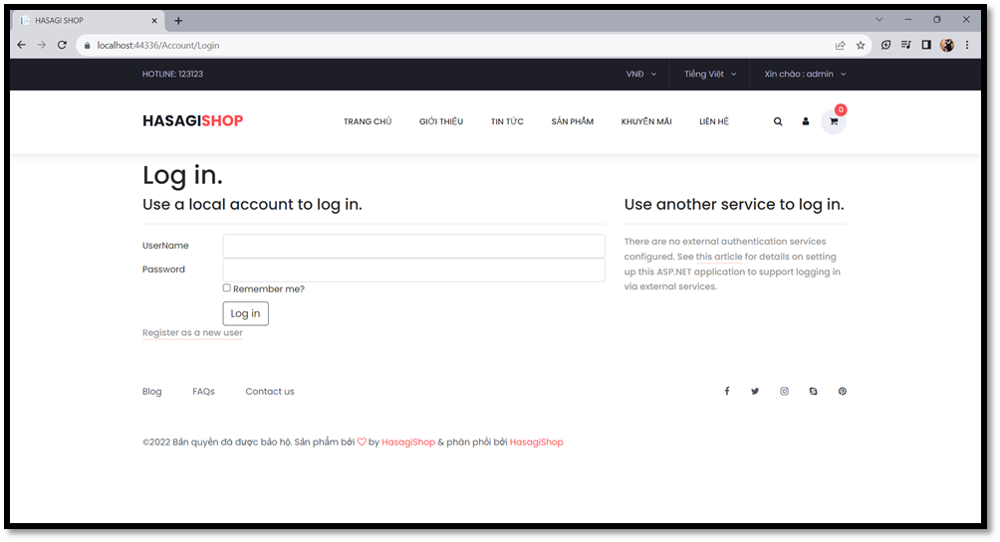 HASAGI SHOP
localhost:44336/Account/Login
HOTLINE: 123123
VNĐ
Tiếng Việt
Xin chào : admin
HASAGISHOP
TRANG CHỦ
GIỚI THIỆU
TIN TỨC
SẢN PHẨM
KHUYẾN MÃI
LIÊN HỆ
0
Log in.
Use a local account to log in.
UserName
Password
Remember me?
Log in
Register as a new user
Use another service to log in.
There are no external authentication services
configured. See this article for details on setting
up this ASP.NET application to support logging in
via external services.
Blog
FAQs
Contact us
©2022 Bản quyền đã được bảo hộ. Sản phẩm bởi ♡ by HasagiShop & phân phối bởi HasagiShop